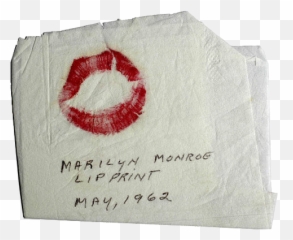 MARILYN MONROE
LIP PRINT
MAY, 1962